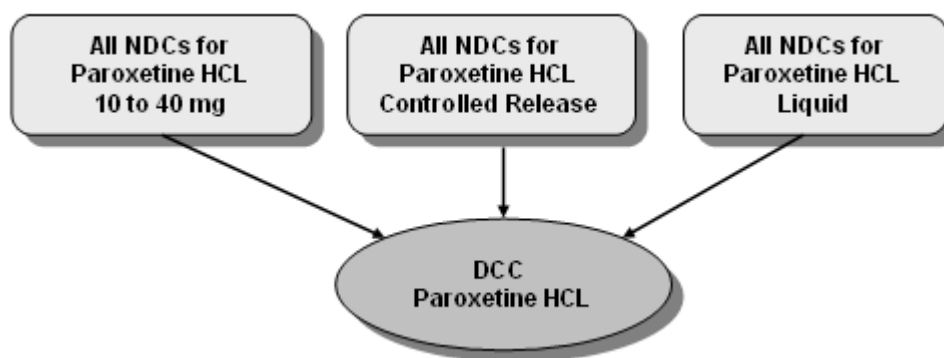 All NDCs for
Paroxetine HCL
10 to 40 mg
All NDCs for
Paroxetine HCL
Controlled Release
All NDCs for
Paroxetine HCL
Liquid
DCC
Paroxetine HCL